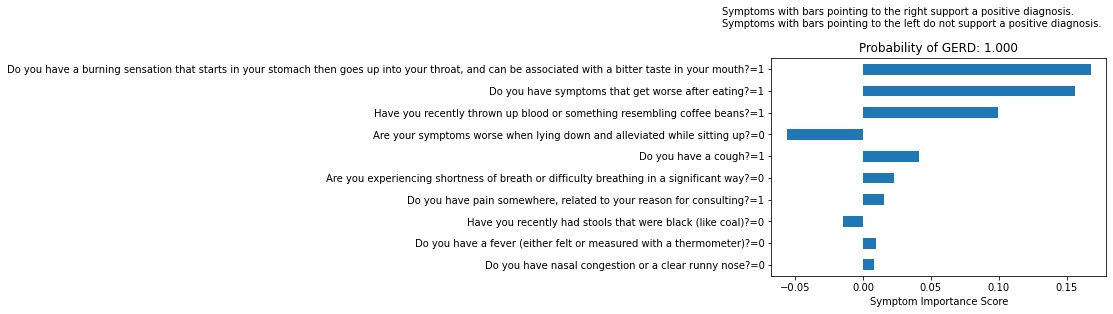 Symptoms with bars pointing to the right support a positive diagnosis.
Symptoms with bars pointing to the left do not support a positive diagnosis.
Probability of GERD: 1.000
Do you have a burning sensation that starts in your stomach then goes up into your throat, and can be associated with a bitter taste in your mouth?=1
Do you have symptoms that get worse after eating?=1
Have you recently thrown up blood or something resembling coffee beans?=1
Are your symptoms worse when lying down and alleviated while sitting up?=0
Do you have a cough?=1
Are you experiencing shortness of breath or difficulty breathing in a significant way?=0
Do you have pain somewhere, related to your reason for consulting?=1
Have you recently had stools that were black (like coal)?=0
Do you have a fever (either felt or measured with a thermometer)?=0
Do you have nasal congestion or a clear runny nose?=0
−0.05 0.00 0.05 0.10 0.15
Symptom Importance Score